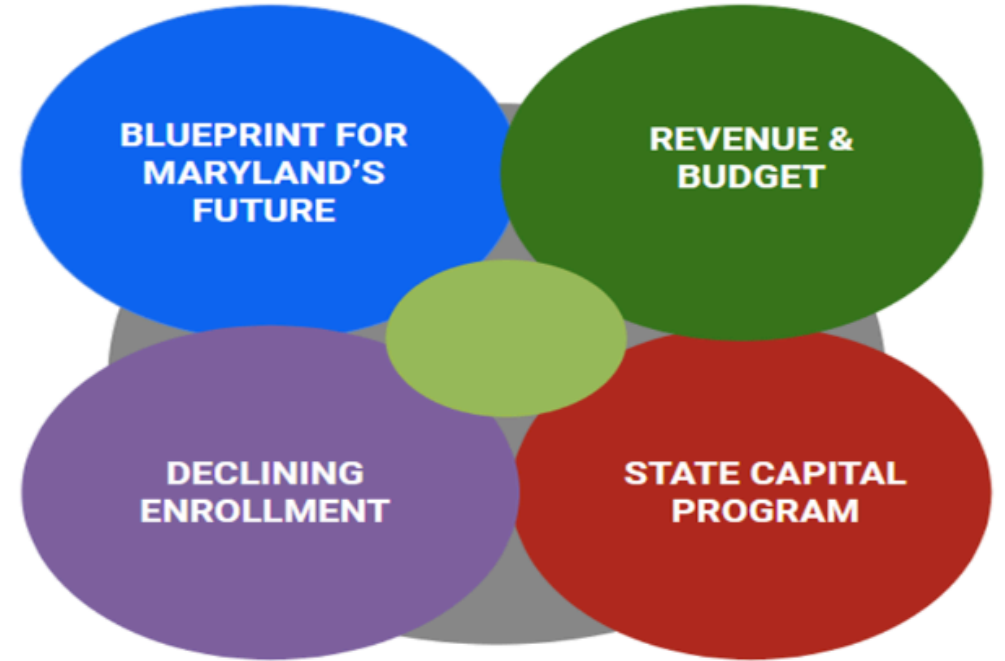 BLUEPRINT FOR
MARYLAND'S
FUTURE
REVENUE &
BUDGET
DECLINING
ENROLLMENT
STATE CAPITAL
PROGRAM